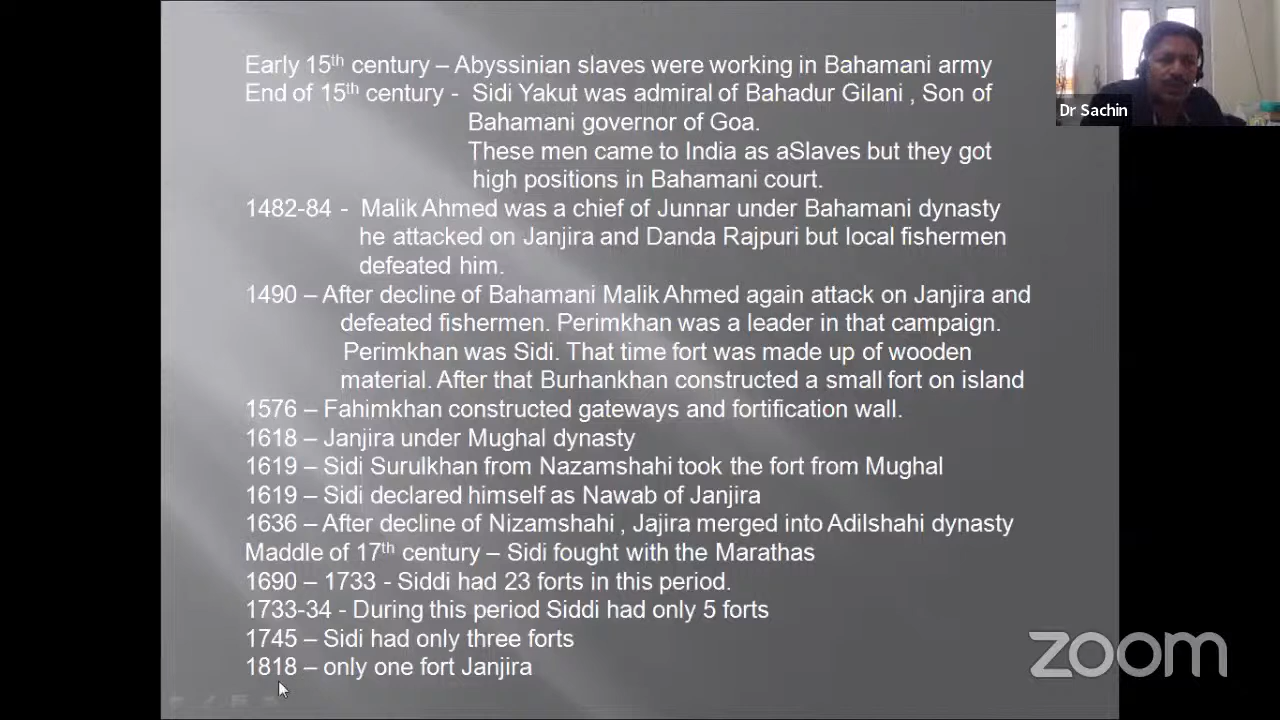 Early 15th century – Abyssinian slaves were working in Bahamani army
End of 15th century - Sidi Yakut was admiral of Bahadur Gilani , Son of
Bahamani governor of Goa.
These men came to India as aSlaves but they got
high positions in Bahamani court.
1482-84 - Malik Ahmed was a chief of Junnar under Bahamani dynasty
he attacked on Janjira and Danda Rajpuri but local fishermen
defeated him.
1490 – After decline of Bahamani Malik Ahmed again attack on Janjira and
defeated fishermen. Perimkhan was a leader in that campaign.
Perimkhan was Sidi. That time fort was made up of wooden
material. After that Burhankhan constructed a small fort on island
1576 – Fahimkhan constructed gateways and fortification wall.
1618 – Janjira under Mughal dynasty
1619 – Sidi Surulkhan from Nazamshahi took the fort from Mughal
1619 – Sidi declared himself as Nawab of Janjira
1636 – After decline of Nizamshahi , Jajira merged into Adilshahi dynasty
Maddle of 17th century – Sidi fought with the Marathas
1690 – 1733 - Siddi had 23 forts in this period.
1733-34 - During this period Siddi had only 5 forts
1745 – Sidi had only three forts
1818 – only one fort Janjira
Dr Sachin
zoom